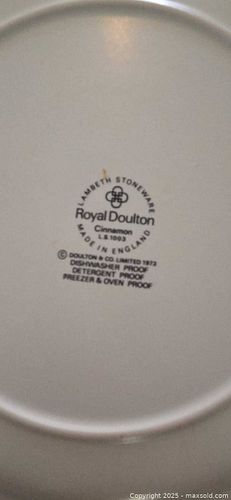 LAMBETH STONEWARE
Royal Doulton
Cinnamon
L.S.1003
MADE IN ENGLAND
© DOULTON & CO. LIMITED 1973
DISHWASHER PROOF
DETERGENT PROOF
FREEZER & OVEN PROOF
Copyright 2025 - maxsold.com